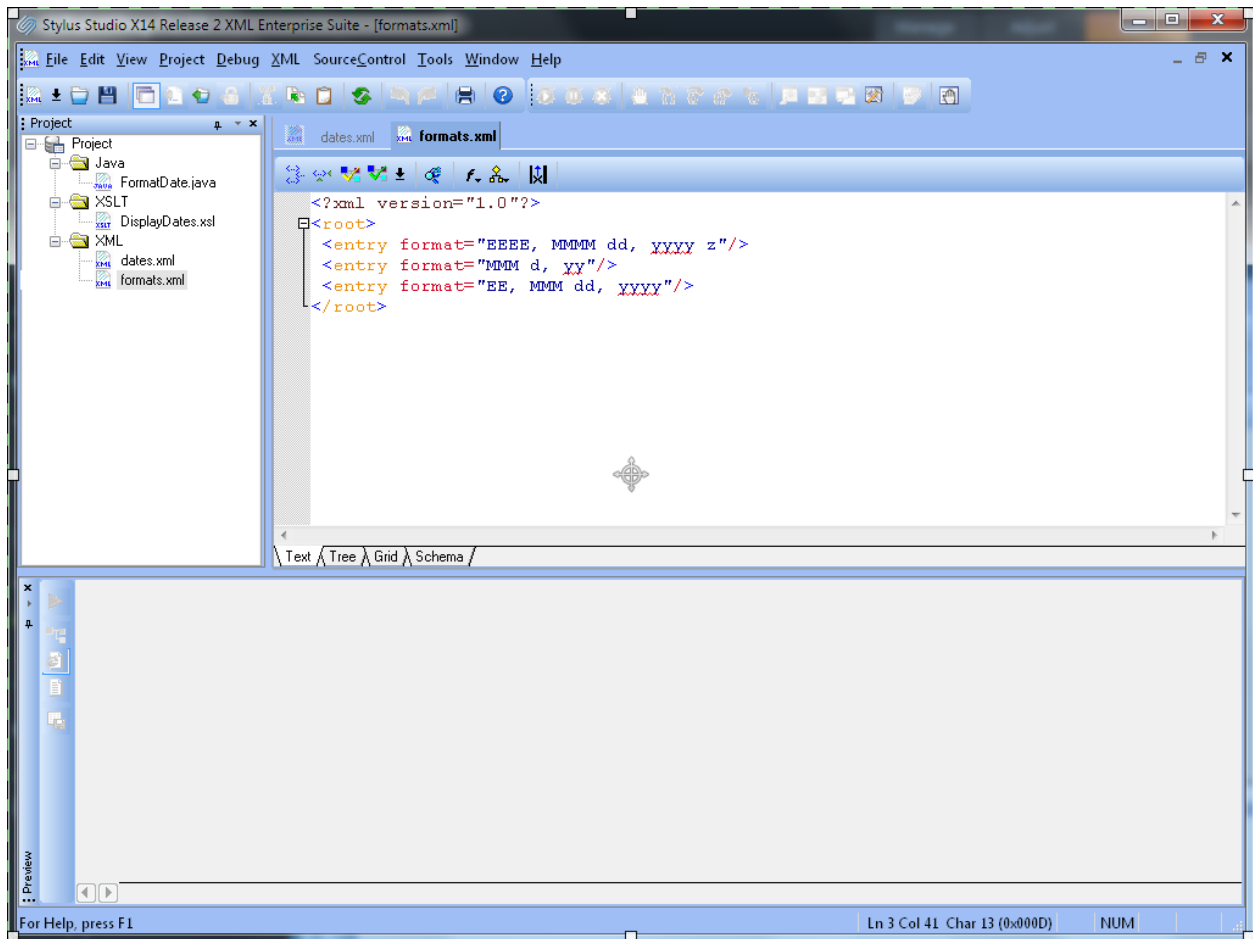 Stylus Studio X14 Release 2 XML Enterprise Suite - [formats.xml]
File Edit View Project Debug XML SourceControl Tools Window Help
Project
Project
Java
FormatDate.java
XSLT
DisplayDates.xsl
XML
dates.xml
formats.xml
dates.xml formats.xml
<?xml version="1.0"?>
<root>
<entry format="EEEE, MMMM dd, yyyy z"/>
<entry format="MMM d, yy"/>
<entry format="EE, MMM dd, yyyy"/>
</root>
Text Tree Grid Schema
Preview
For Help, press F1 Ln 3 Col 41 Char 13 (0x000D) NUM